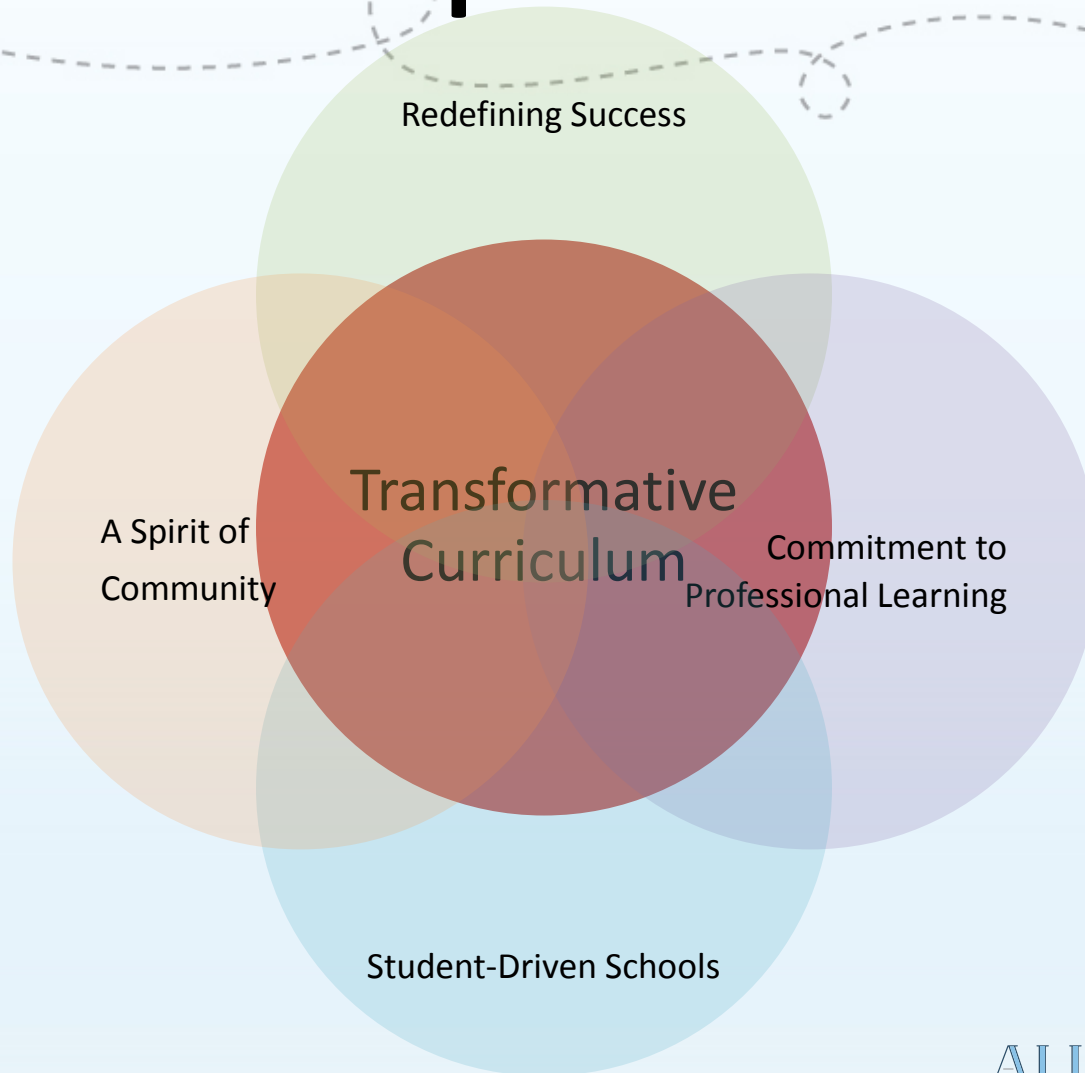 Redefining Success
Transformative
Curriculum
A Spirit of
Community
Commitment to
Professional Learning
Student-Driven Schools